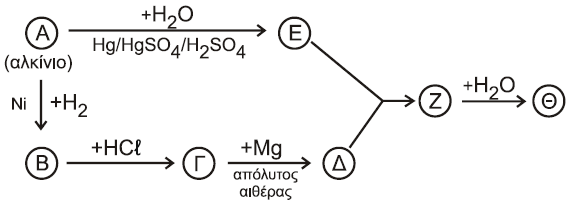 +H₂O
Α → Ε
Hg/HgSO₄/H₂SO₄
(αλκίνιο)
Ni +H₂
Ζ +H₂O Θ
+HCℓ +Mg
Β Γ Δ
απόλυτος
αιθέρας